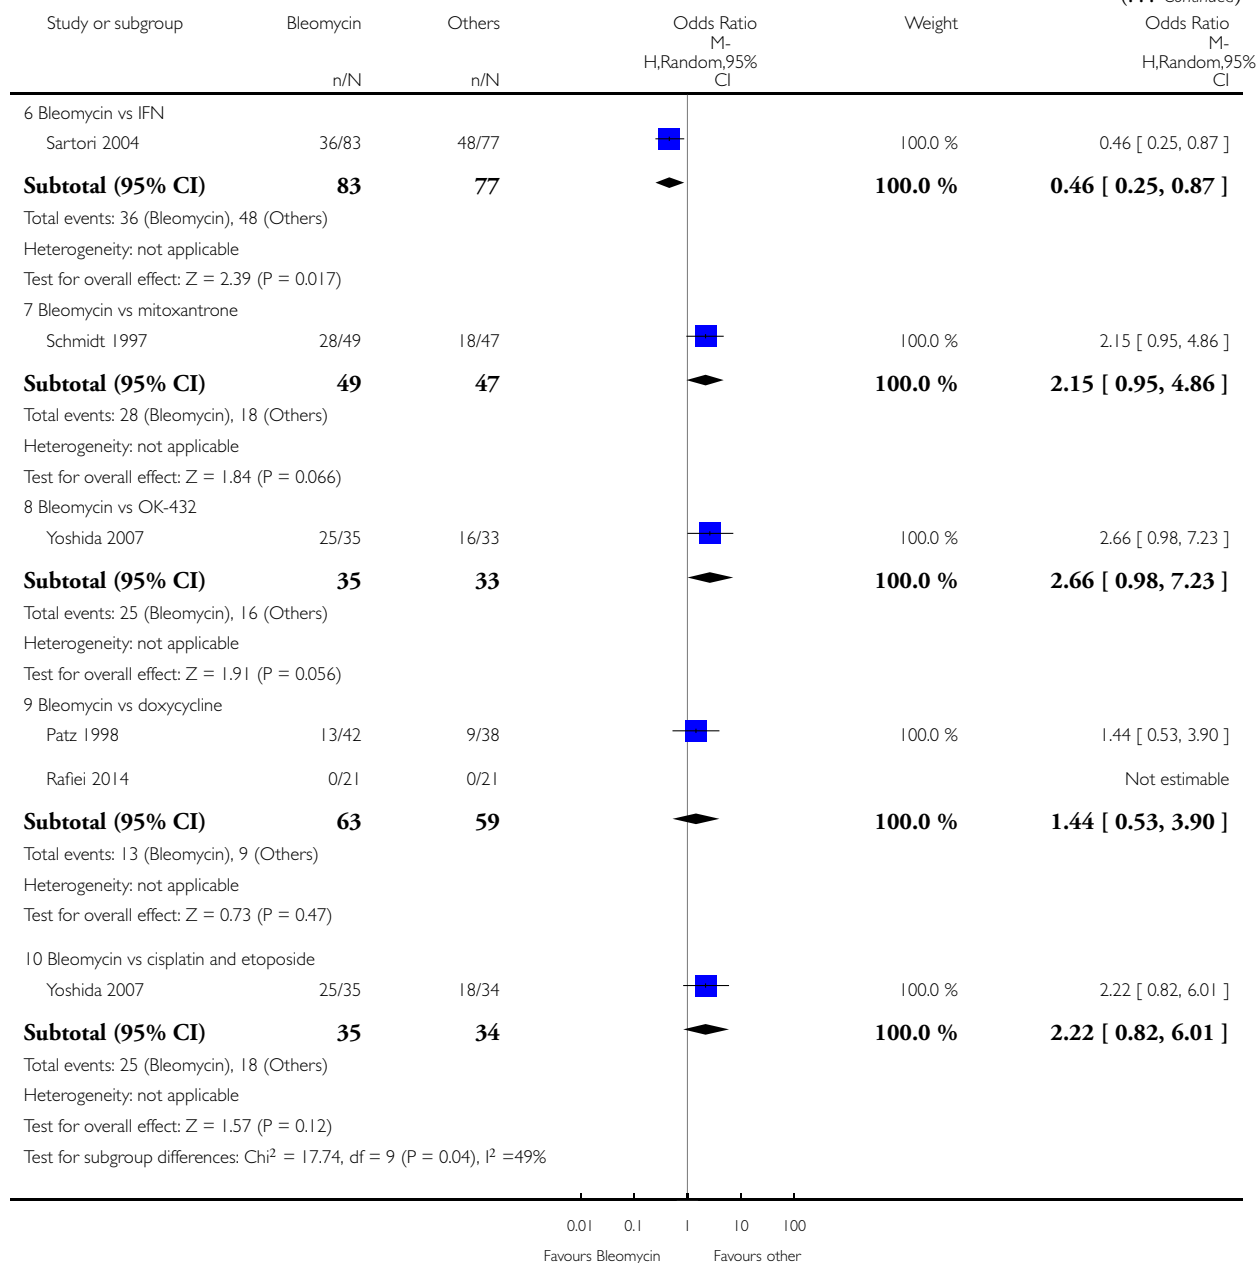 (... Continued)
Study or subgroup Bleomycin Others Odds Ratio Weight Odds Ratio
M- M-
H,Random,95% H,Random,95%
n/N n/N CI CI
6 Bleomycin vs IFN
Sartori 2004 36/83 48/77 100.0 % 0.46 [ 0.25, 0.87 ]
Subtotal (95% CI) 83 77 100.0 % 0.46 [ 0.25, 0.87 ]
Total events: 36 (Bleomycin), 48 (Others)
Heterogeneity: not applicable
Test for overall effect: Z = 2.39 (P = 0.017)
7 Bleomycin vs mitoxantrone
Schmidt 1997 28/49 18/47 100.0 % 2.15 [ 0.95, 4.86 ]
Subtotal (95% CI) 49 47 100.0 % 2.15 [ 0.95, 4.86 ]
Total events: 28 (Bleomycin), 18 (Others)
Heterogeneity: not applicable
Test for overall effect: Z = 1.84 (P = 0.066)
8 Bleomycin vs OK-432
Yoshida 2007 25/35 16/33 100.0 % 2.66 [ 0.98, 7.23 ]
Subtotal (95% CI) 35 33 100.0 % 2.66 [ 0.98, 7.23 ]
Total events: 25 (Bleomycin), 16 (Others)
Heterogeneity: not applicable
Test for overall effect: Z = 1.91 (P = 0.056)
9 Bleomycin vs doxycycline
Patz 1998 13/42 9/38 100.0 % 1.44 [ 0.53, 3.90 ]
Rafiei 2014 0/21 0/21 Not estimable
Subtotal (95% CI) 63 59 100.0 % 1.44 [ 0.53, 3.90 ]
Total events: 13 (Bleomycin), 9 (Others)
Heterogeneity: not applicable
Test for overall effect: Z = 0.73 (P = 0.47)
10 Bleomycin vs cisplatin and etoposide
Yoshida 2007 25/35 18/34 100.0 % 2.22 [ 0.82, 6.01 ]
Subtotal (95% CI) 35 34 100.0 % 2.22 [ 0.82, 6.01 ]
Total events: 25 (Bleomycin), 18 (Others)
Heterogeneity: not applicable
Test for overall effect: Z = 1.57 (P = 0.12)
Test for subgroup differences: Chi² = 17.74, df = 9 (P = 0.04), I² =49%
0.01 0.1 1 10 100
Favours Bleomycin Favours other